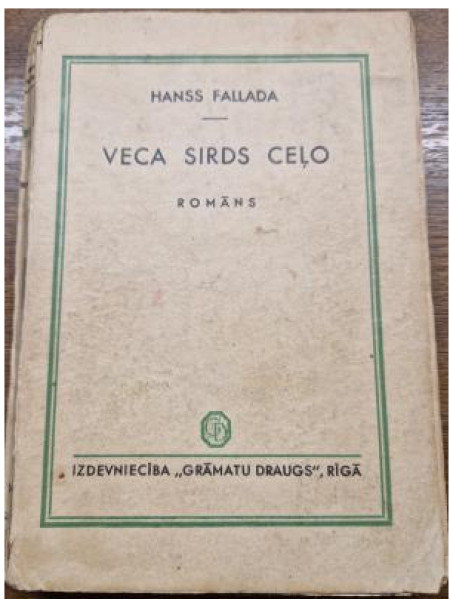 HANSS FALLADA
VECA SIRDS CEĻO
ROMĀNS
IZDEVNIECĪBA „GRĀMATU DRAUGS“, RĪGĀ